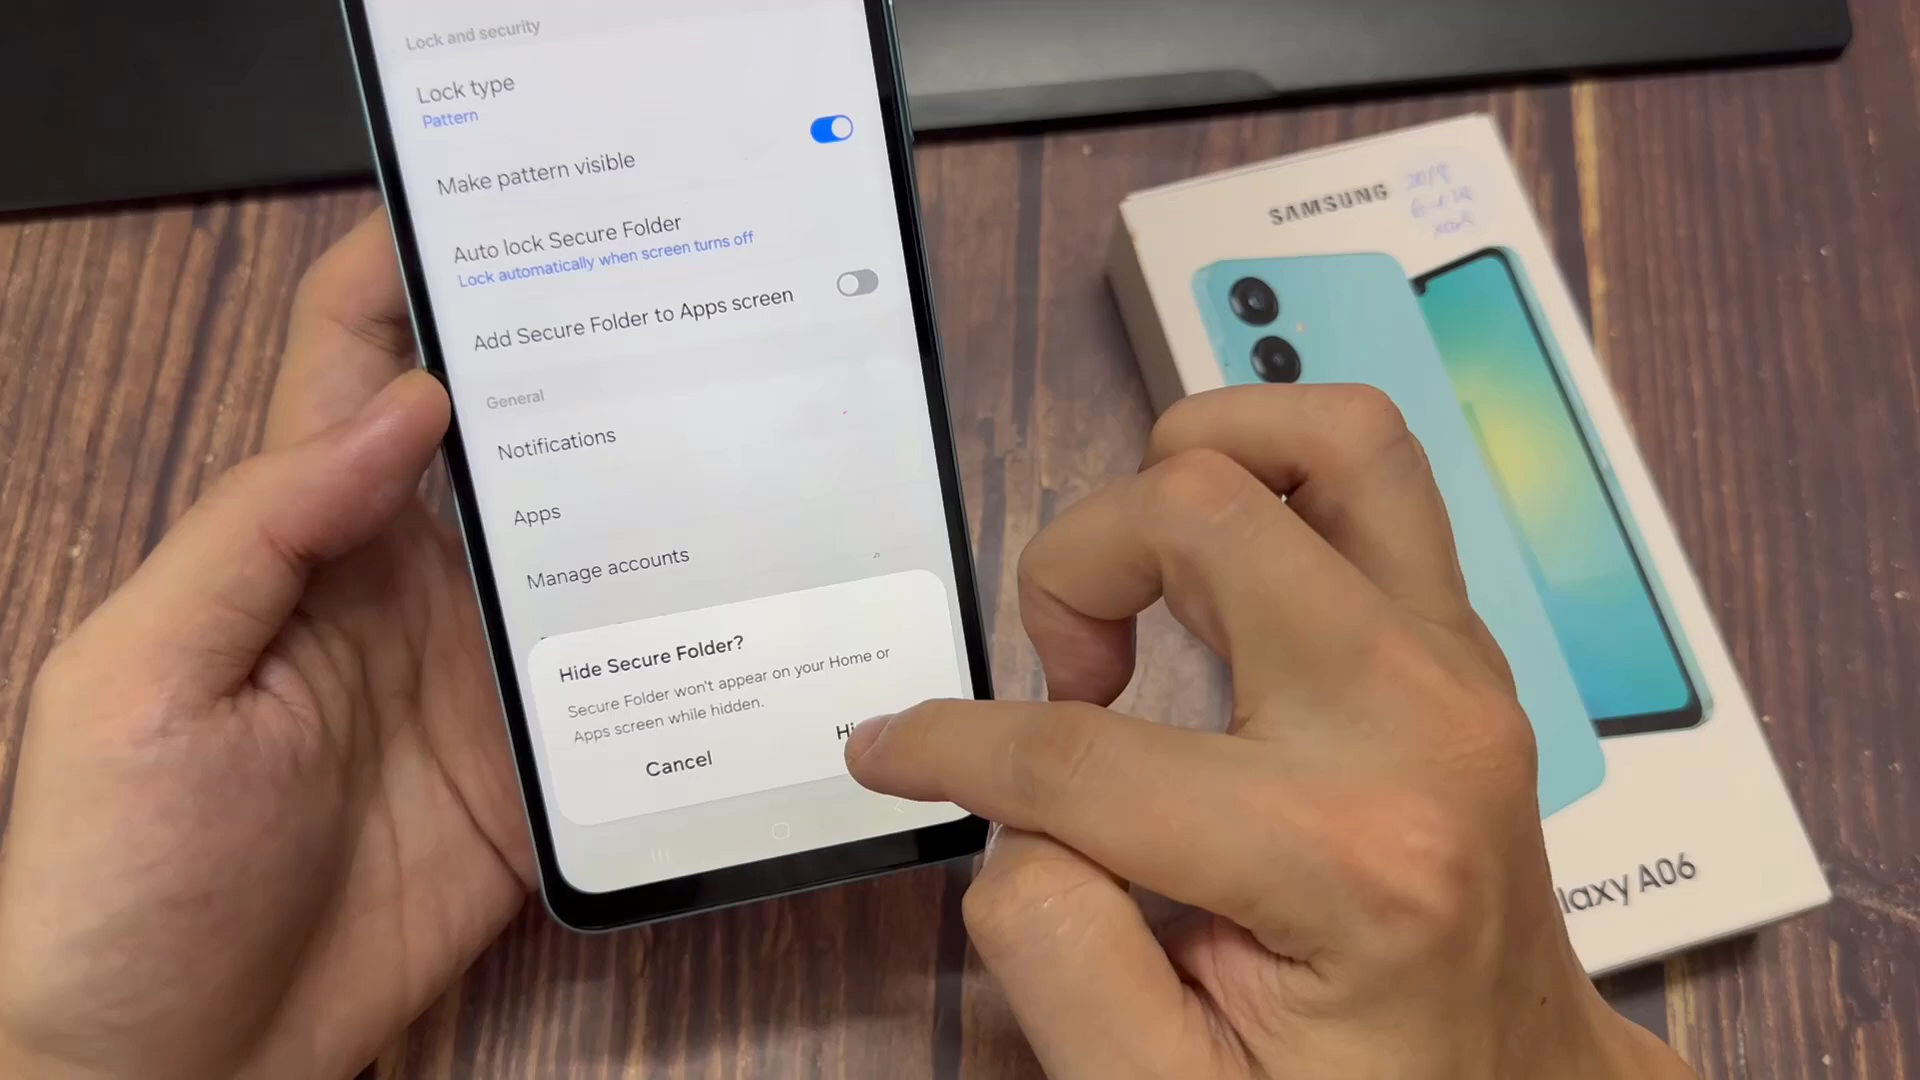 Lock and security
Lock type
Pattern
Make pattern visible
Auto lock Secure Folder
Lock automatically when screen turns off
Add Secure Folder to Apps screen
General
Notifications
Apps
Manage accounts
Hide Secure Folder?
Secure Folder won't appear on your Home or
Apps screen while hidden.
Cancel
SAMSUNG
A06